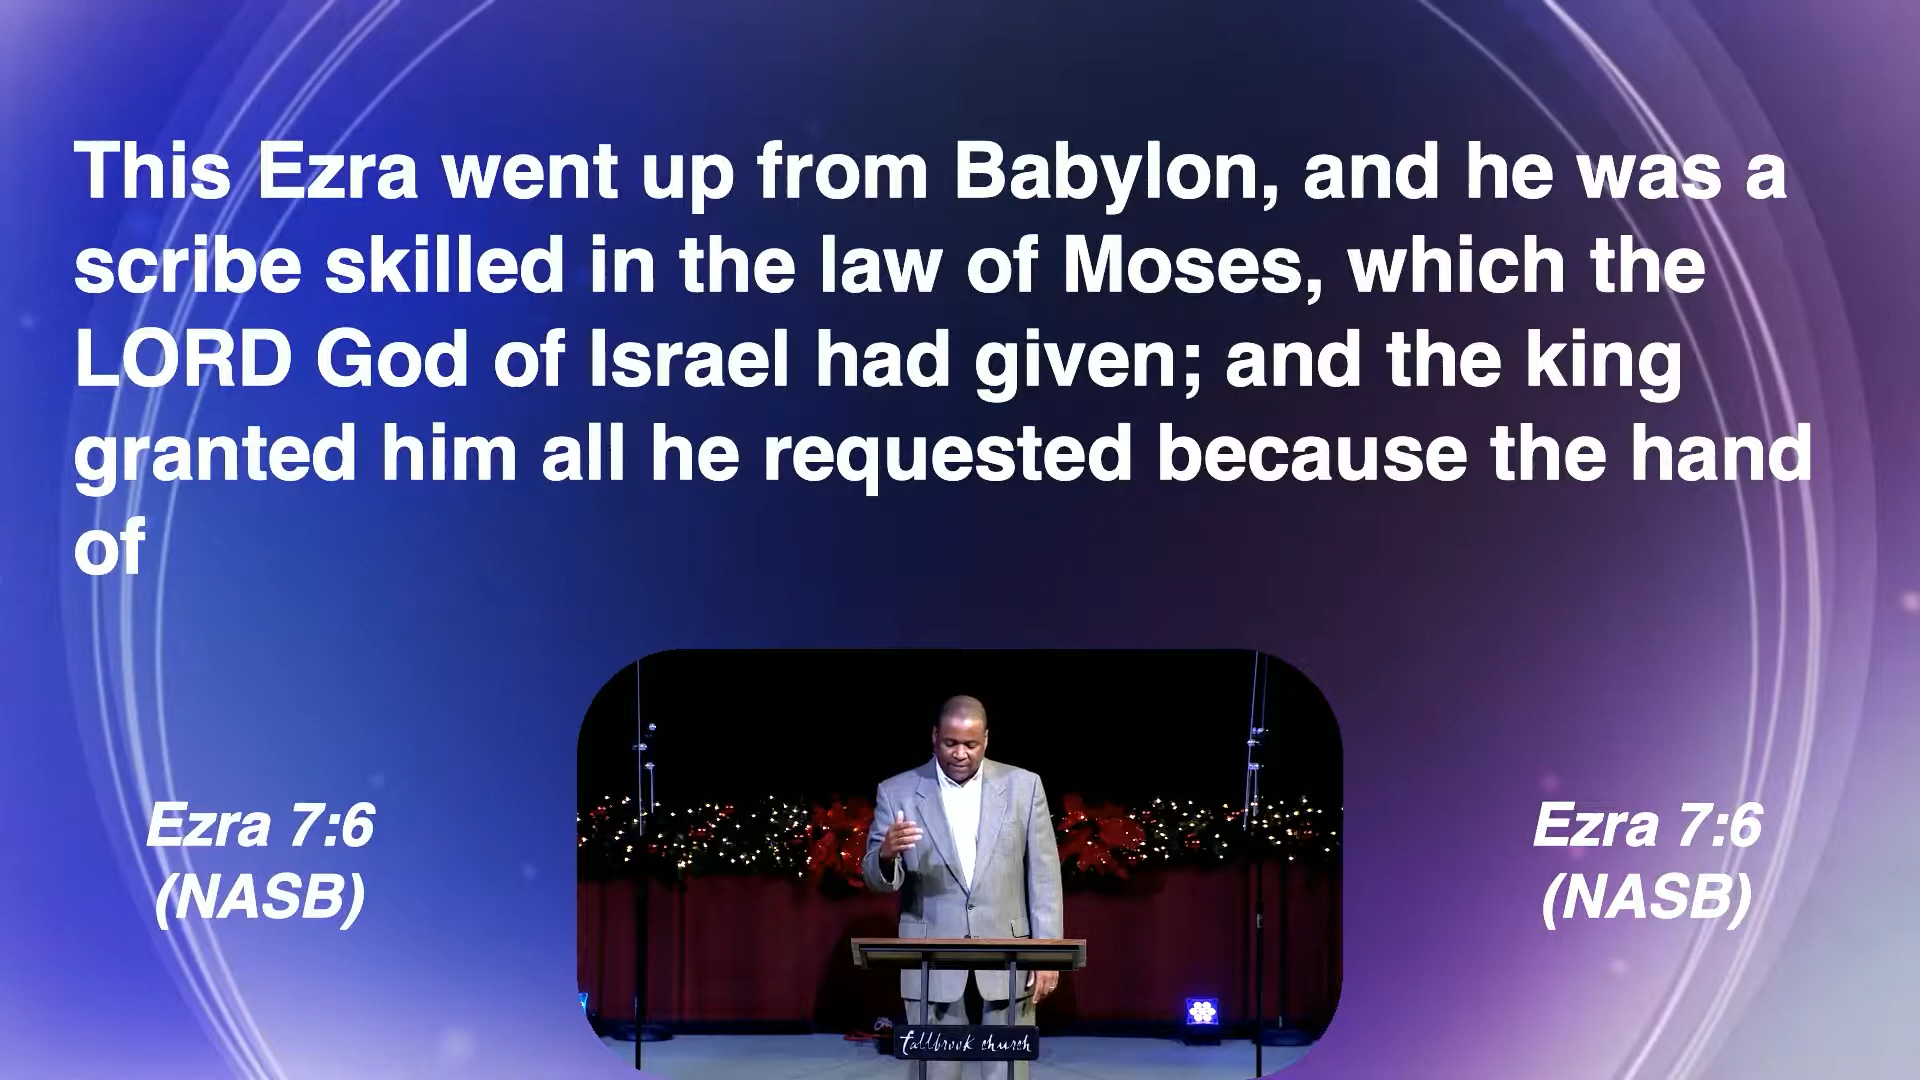 This Ezra went up from Babylon, and he was a
scribe skilled in the law of Moses, which the
LORD God of Israel had given; and the king
granted him all he requested because the hand
of
Ezra 7:6
(NASB)
Ezra 7:6
(NASB)
fallbrook church